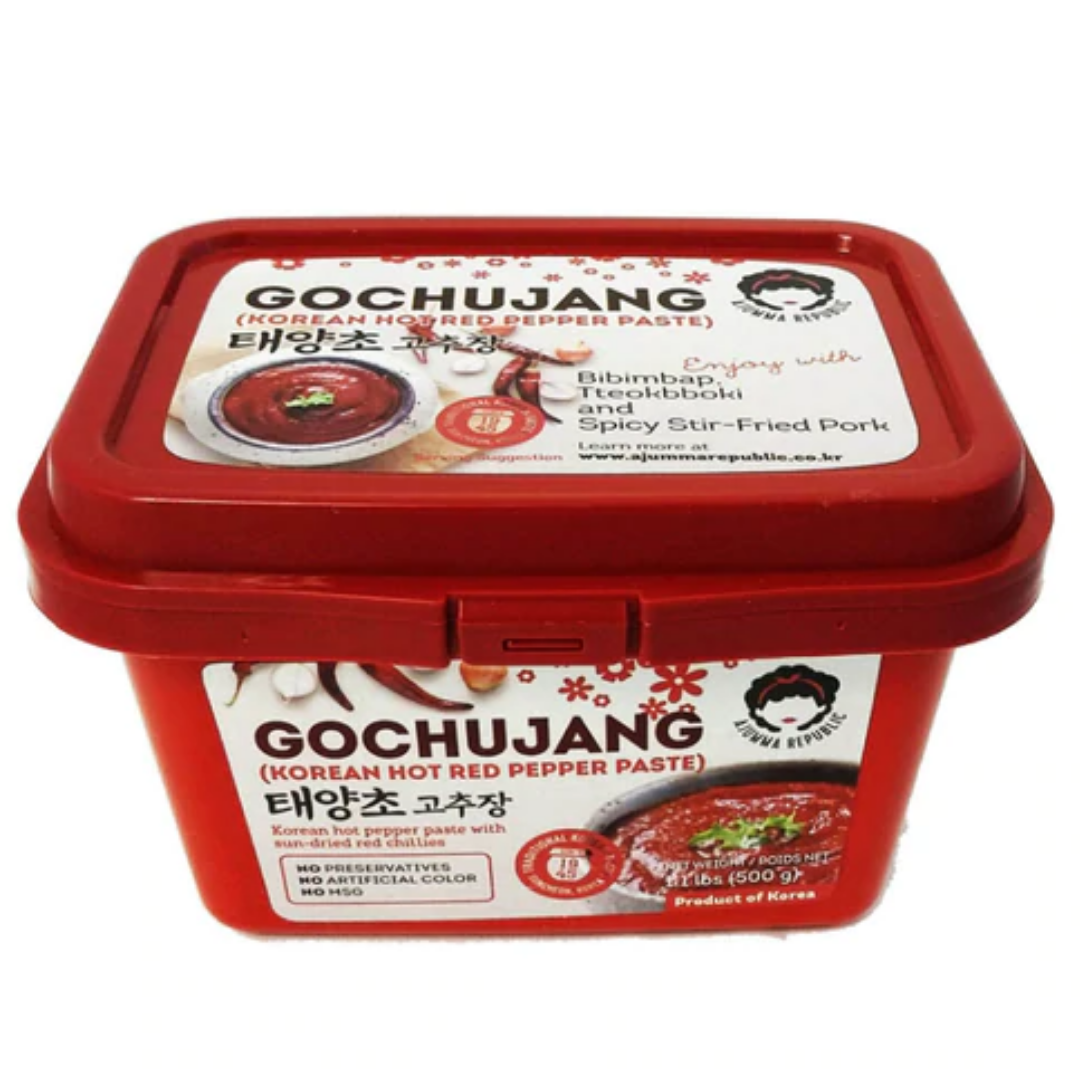 GOCHUJANG
(KOREAN HOT RED PEPPER PASTE)
태양초 고추장
AJUMMA REPUBLIC
Enjoy with
Bibimbap,
Tteokbboki
and
Spicy Stir-Fried Pork
Learn more at
www.ajummarepublic.co.kr
Serving Suggestion
GOCHUJANG
(KOREAN HOT RED PEPPER PASTE)
태양초 고추장
AJUMMA REPUBLIC
Korean hot pepper paste with
sun-dried red chillies
NO PRESERVATIVES
NO ARTIFICIAL COLOR
NO MSG
TRADITIONAL
NET WEIGHT / POIDS NET
1.1 lbs (500 g)
Product of Korea